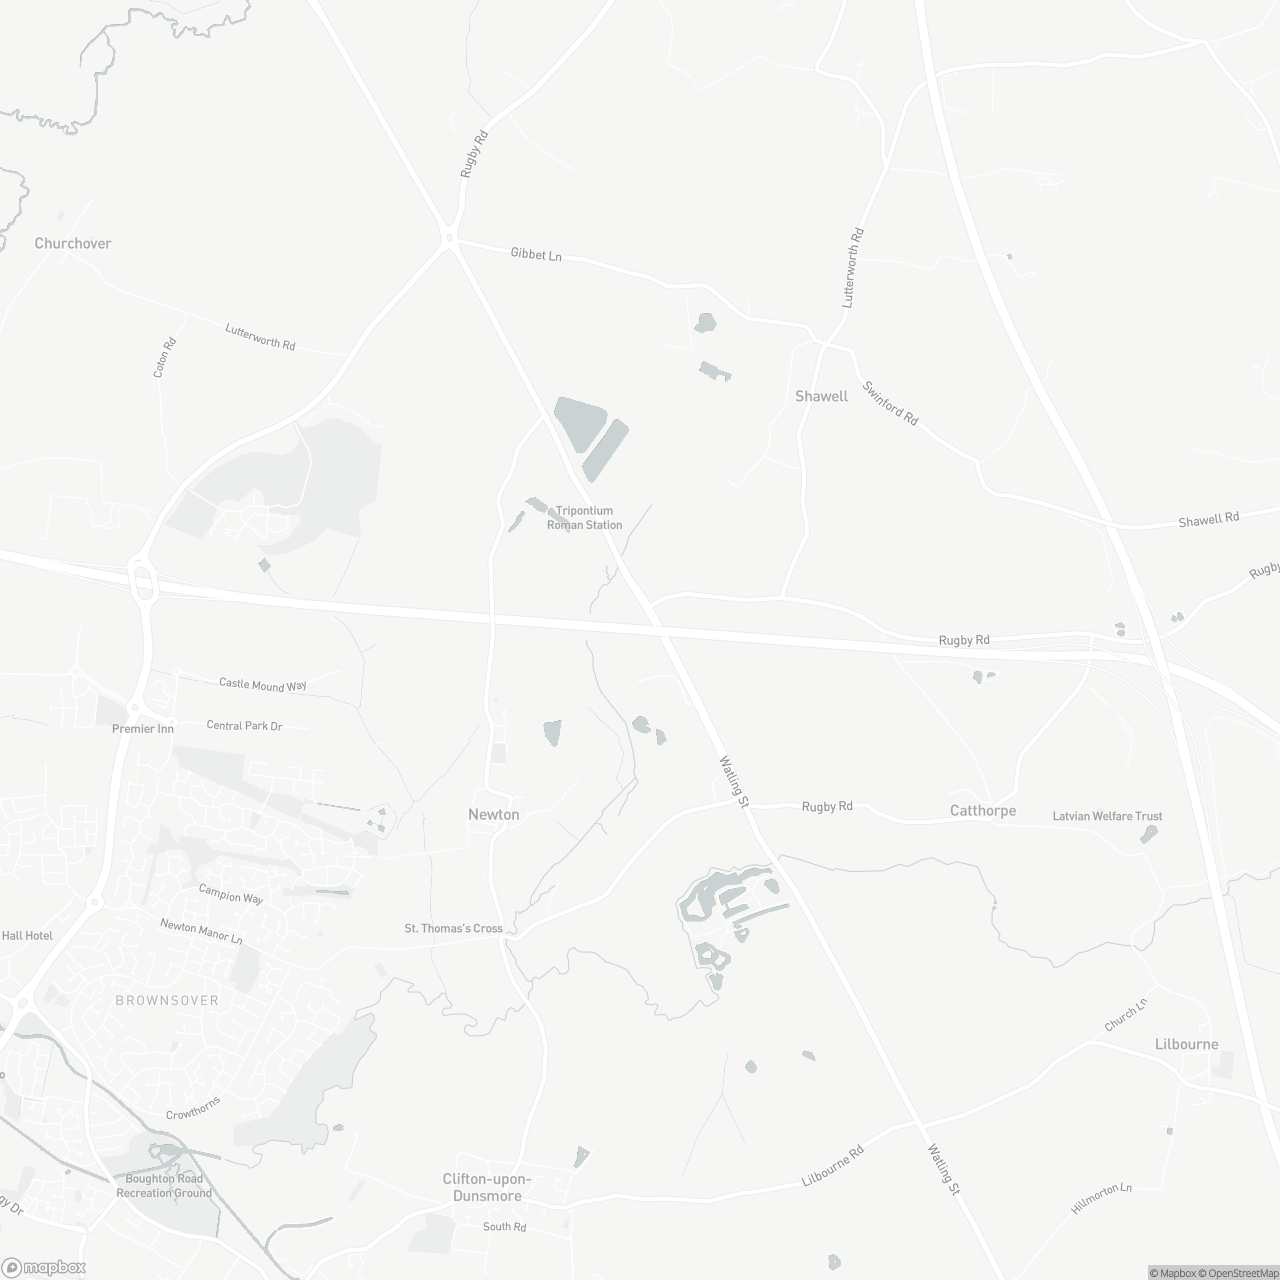 Rugby Rd
Churchover
Gibbet Ln
Lutterworth Rd
Lutterworth Rd
Coton Rd
Shawell
Swinford Rd
Tripontium
Roman Station
Shawell Rd
Rugby
Rugby Rd
Castle Mound Way
Premier Inn
Central Park Dr
Watling St
Newton
Rugby Rd
Catthorpe
Latvian Welfare Trust
Campion Way
Newton Manor Ln
Hall Hotel
St. Thomas's Cross
BROWNSOVER
Church Ln
Lilbourne
Crowthorns
Boughton Road
Recreation Ground
Clifton-upon-
Dunsmore
Lilbourne Rd
Watling St
Hillmorton Ln
gy Dr
South Rd
mapbox
© Mapbox © OpenStreetMap